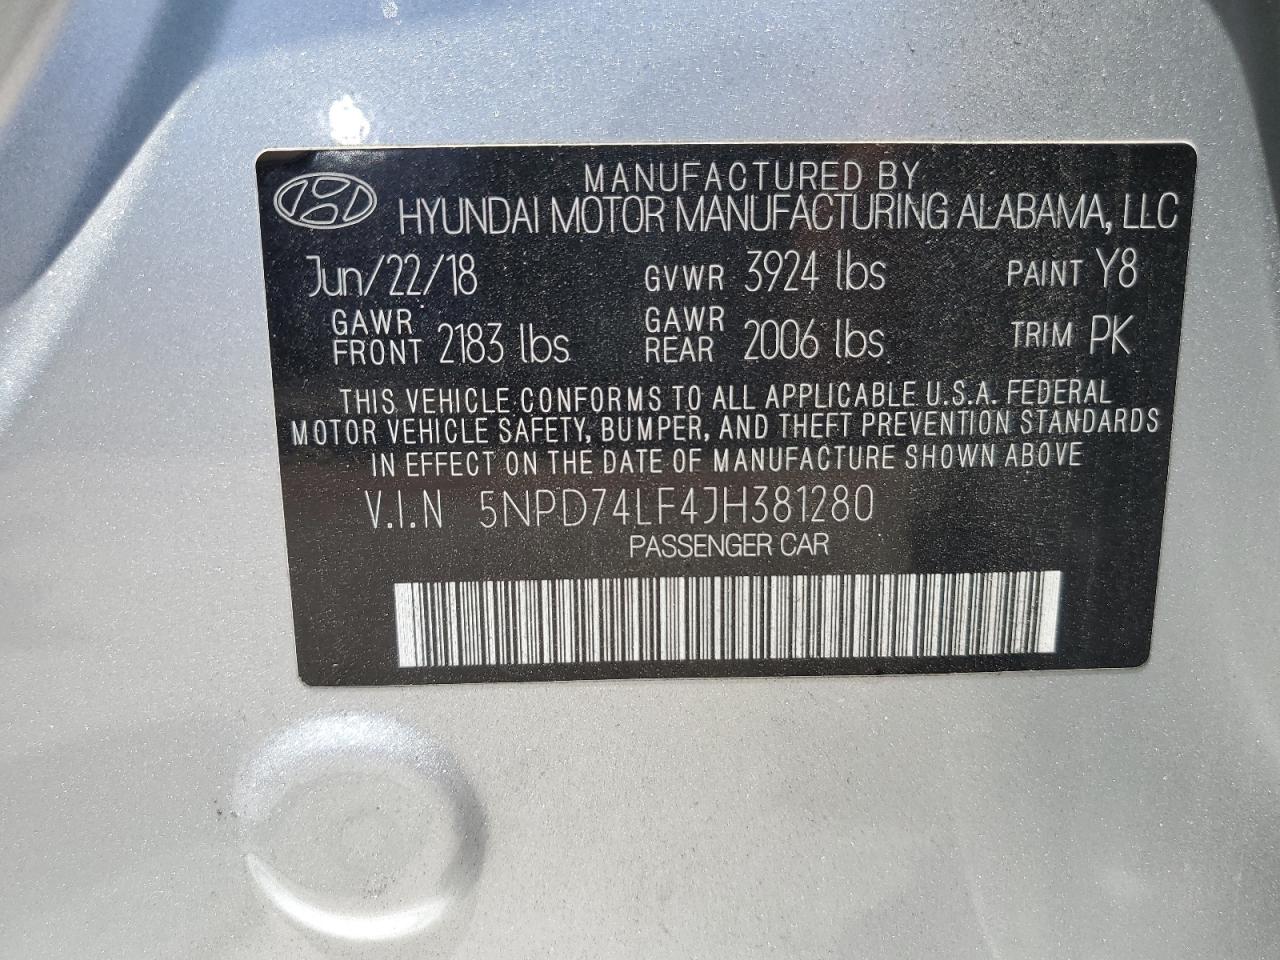 MANUFACTURED BY
HYUNDAI MOTOR MANUFACTURING ALABAMA, LLC
Jun/22/18 GVWR 3924 lbs PAINT Y8
GAWR FRONT 2183 lbs GAWR REAR 2006 lbs TRIM PK
THIS VEHICLE CONFORMS TO ALL APPLICABLE U.S.A. FEDERAL
MOTOR VEHICLE SAFETY, BUMPER, AND THEFT PREVENTION STANDARDS
IN EFFECT ON THE DATE OF MANUFACTURE SHOWN ABOVE
V.I.N 5NPD74LF4JH381280
PASSENGER CAR